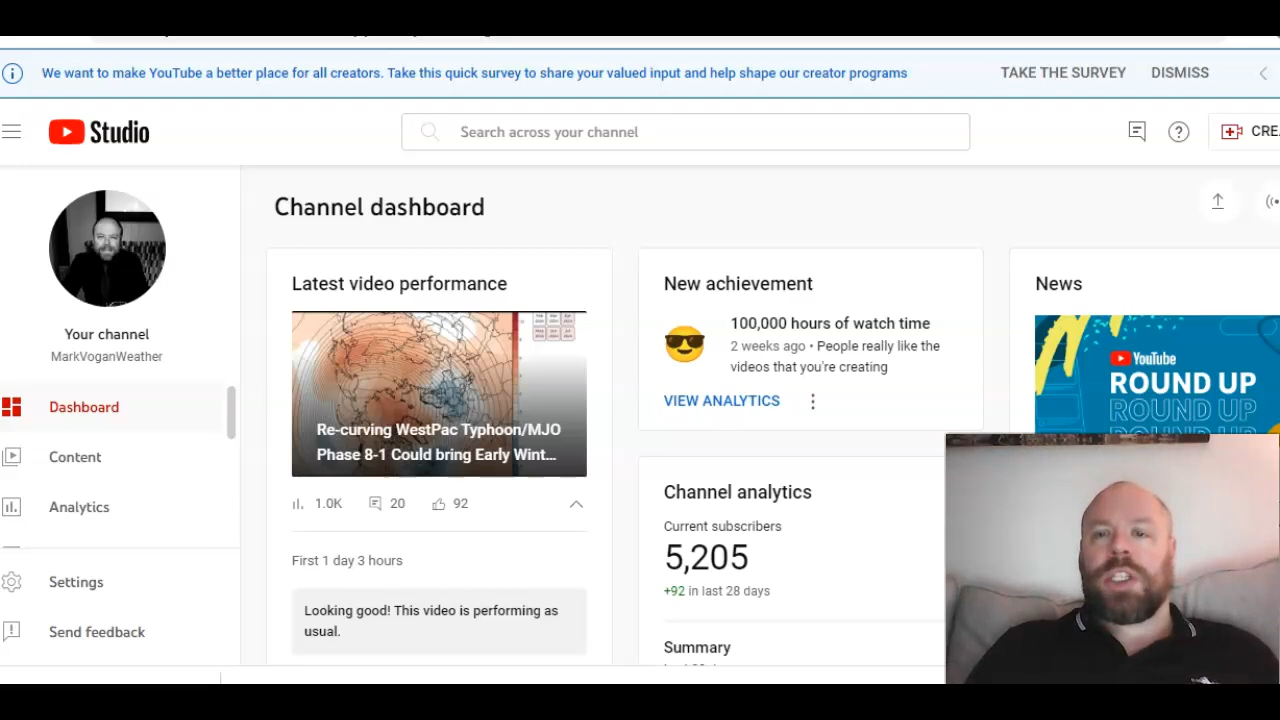 We want to make YouTube a better place for all creators. Take this quick survey to share your valued input and help shape our creator programs
TAKE THE SURVEY
DISMISS
Studio
Search across your channel
CRE
Your channel
MarkVoganWeather
Dashboard
Content
Analytics
Settings
Send feedback
Channel dashboard
Latest video performance
Re-curving WestPac Typhoon/MJO
Phase 8-1 Could bring Early Wint...
1.0K
20
92
First 1 day 3 hours
Looking good! This video is performing as
usual.
New achievement
100,000 hours of watch time
2 weeks ago • People really like the
videos that you're creating
VIEW ANALYTICS
Channel analytics
Current subscribers
5,205
+92 in last 28 days
Summary
News
YouTube
ROUND UP
ROUND UP
ROUND UP